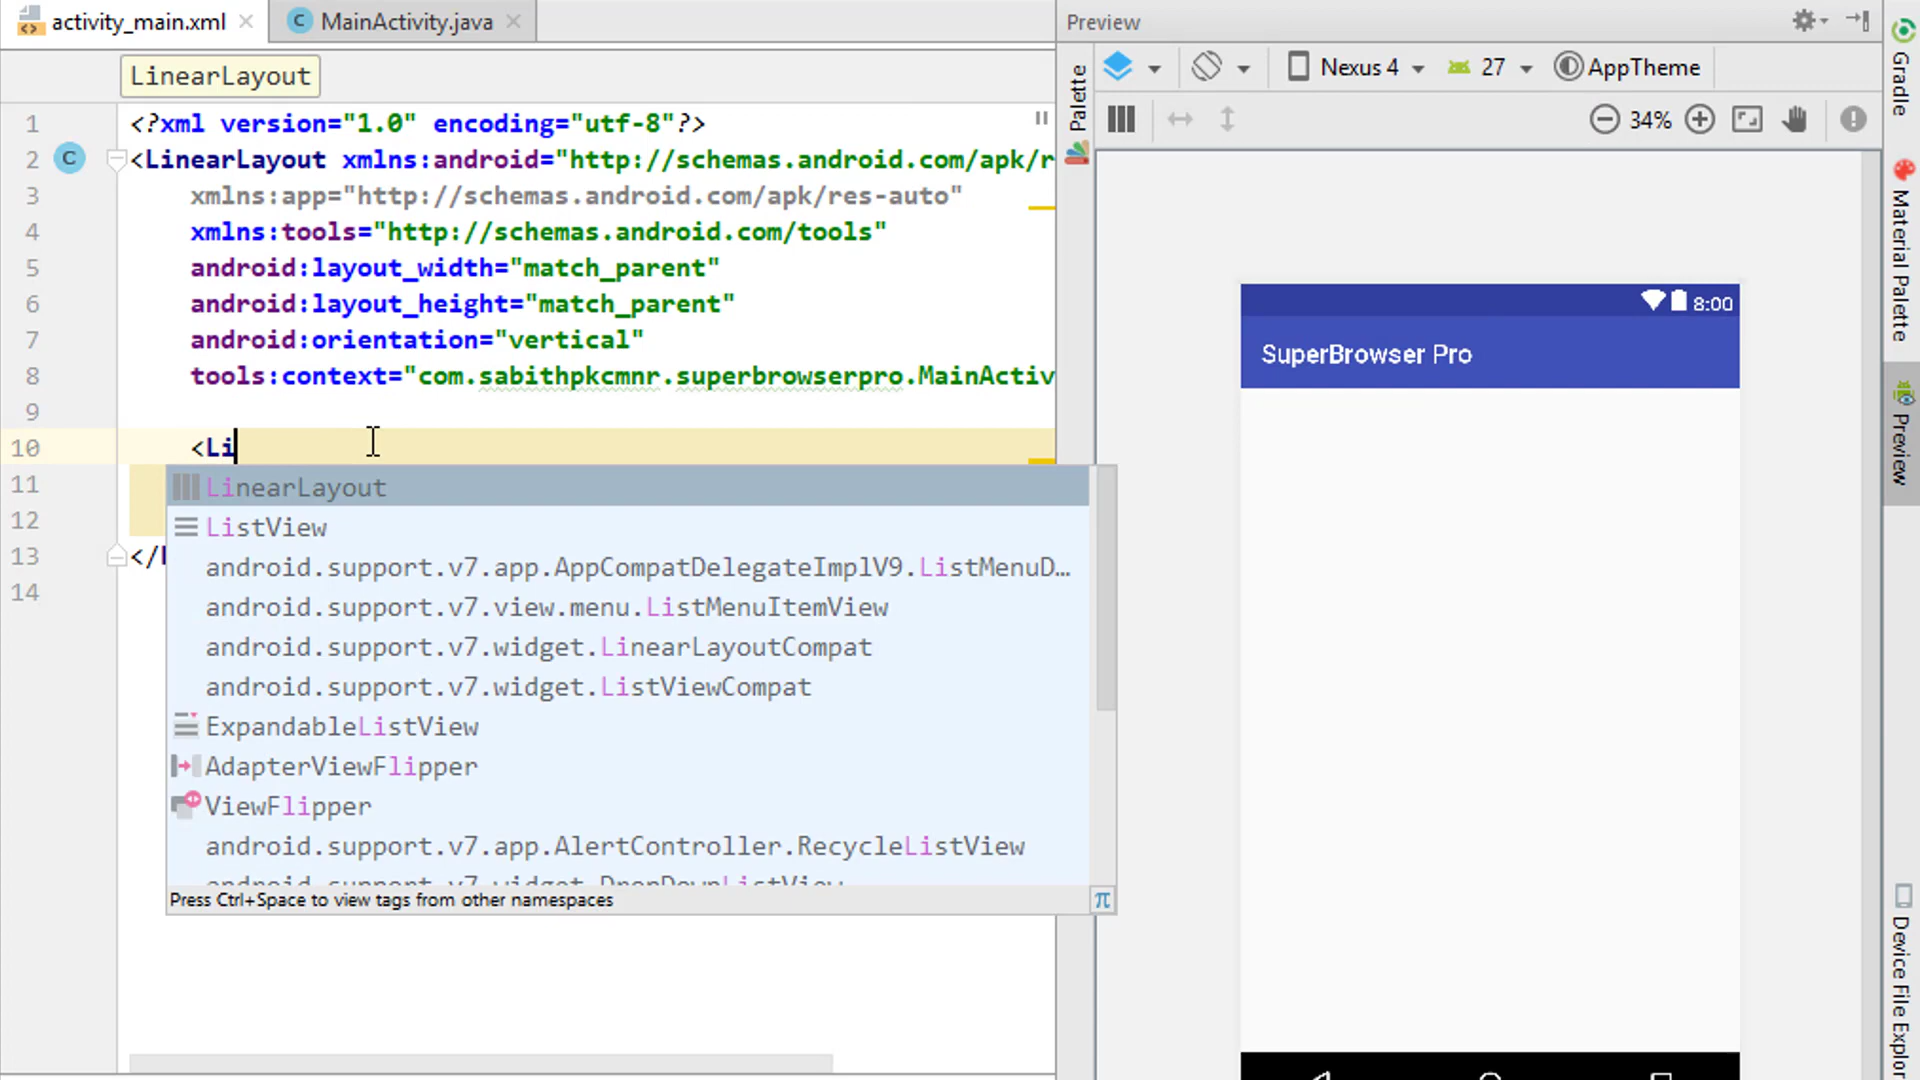 activity_main.xml
MainActivity.java
Preview
LinearLayout
Palette
Nexus 4
27
AppTheme
34%
Gradle
Material Palette
Preview
Device File Explor
1 <?xml version="1.0" encoding="utf-8"?>
2 <LinearLayout xmlns:android="http://schemas.android.com/apk/r
3 xmlns:app="http://schemas.android.com/apk/res-auto"
4 xmlns:tools="http://schemas.android.com/tools"
5 android:layout_width="match_parent"
6 android:layout_height="match_parent"
7 android:orientation="vertical"
8 tools:context="com.sabithpkcmnr.superbrowserpro.MainActiv
9
10 <Li
11
12
13 </
14
LinearLayout
ListView
android.support.v7.app.AppCompatDelegateImplV9.ListMenuD…
android.support.v7.view.menu.ListMenuItemView
android.support.v7.widget.LinearLayoutCompat
android.support.v7.widget.ListViewCompat
ExpandableListView
AdapterViewFlipper
ViewFlipper
android.support.v7.app.AlertController.RecycleListView
android.support.v7.widget.DropDownListView
Press Ctrl+Space to view tags from other namespaces
π
8:00
SuperBrowser Pro